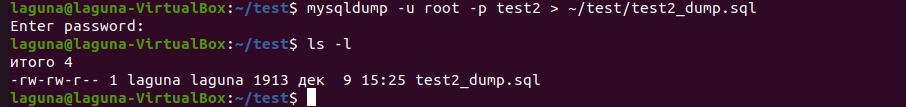 laguna@laguna-VirtualBox:~/test$ mysqldump -u root -p test2 > ~/test/test2_dump.sql
Enter password:
laguna@laguna-VirtualBox:~/test$ ls -l
итого 4
-rw-rw-r-- 1 laguna laguna 1913 дек  9 15:25 test2_dump.sql
laguna@laguna-VirtualBox:~/test$